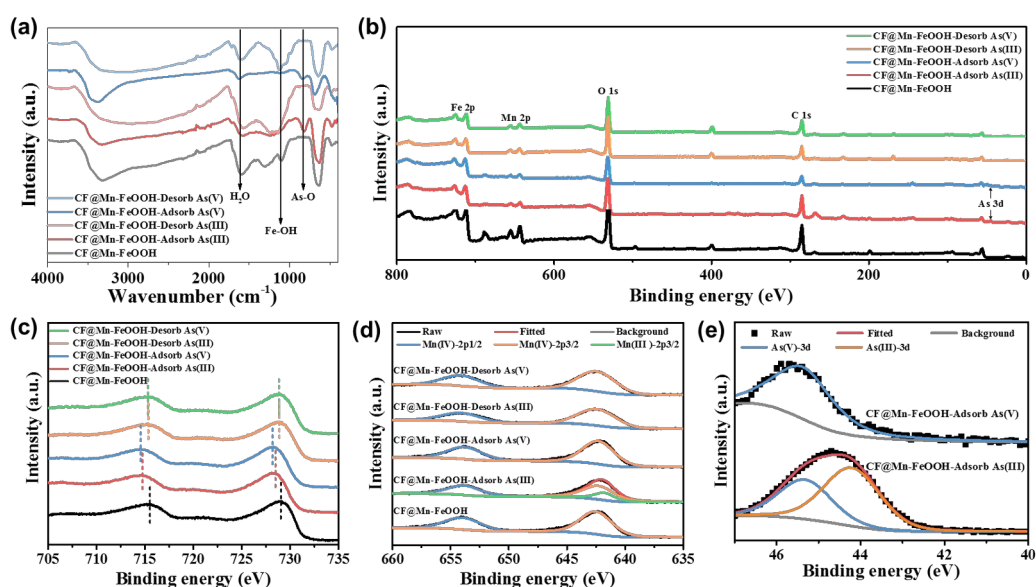 (a)
Intensity (a.u.)
H₂O
As-O
Fe-OH
CF@Mn-FeOOH-Desorb As(V)
CF@Mn-FeOOH-Adsorb As(V)
CF@Mn-FeOOH-Desorb As(III)
CF@Mn-FeOOH-Adsorb As(III)
CF@Mn-FeOOH
4000 3000 2000 1000
Wavenumber (cm⁻¹)
(b)
Intensity (a.u.)
CF@Mn-FeOOH-Desorb As(V)
CF@Mn-FeOOH-Desorb As(III)
CF@Mn-FeOOH-Adsorb As(V)
CF@Mn-FeOOH-Adsorb As(III)
CF@Mn-FeOOH
O 1s
Fe 2p
Mn 2p
C 1s
As 3d
800 600 400 200 0
Binding energy (eV)
(c)
Intensity (a.u.)
CF@Mn-FeOOH-Desorb As(V)
CF@Mn-FeOOH-Desorb As(III)
CF@Mn-FeOOH-Adsorb As(V)
CF@Mn-FeOOH-Adsorb As(III)
CF@Mn-FeOOH
705 710 715 720 725 730 735
Binding energy (eV)
(d)
Intensity (a.u.)
Raw Fitted Background
Mn(IV)-2p1/2 Mn(IV)-2p3/2 Mn(III )-2p3/2
CF@Mn-FeOOH-Desorb As(V)
CF@Mn-FeOOH-Desorb As(III)
CF@Mn-FeOOH-Adsorb As(V)
CF@Mn-FeOOH-Adsorb As(III)
CF@Mn-FeOOH
660 655 650 645 640 635
Binding energy (eV)
(e)
Intensity (a.u.)
Raw Fitted Background
As(V)-3d As(III)-3d
CF@Mn-FeOOH-Adsorb As(V)
CF@Mn-FeOOH-Adsorb As(III)
46 44 42 40
Binding energy (eV)